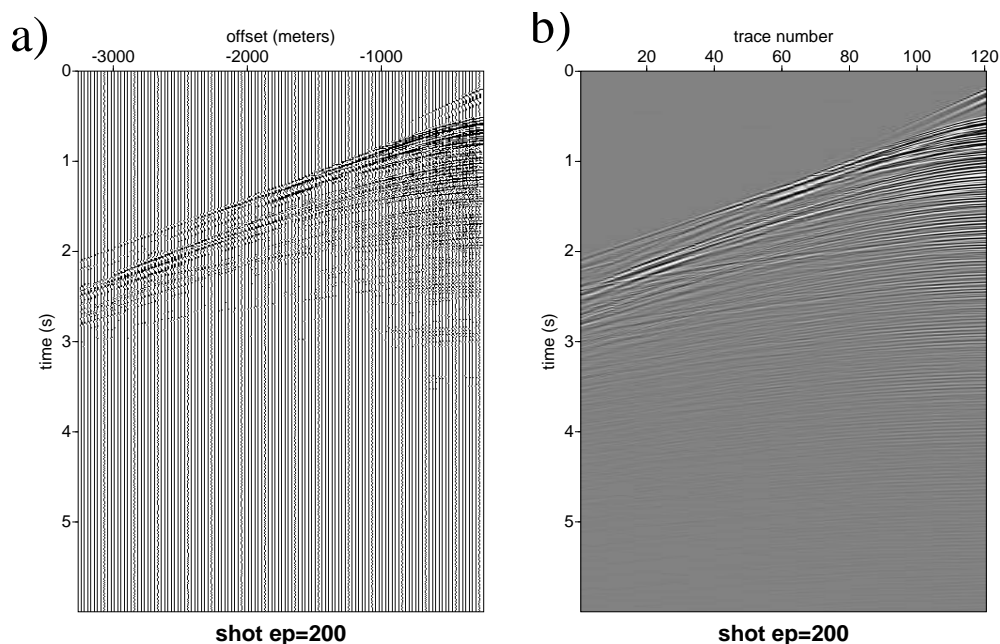 a)
offset (meters)
-3000 -2000 -1000
0
1
2
3
4
5
time (s)
shot ep=200
b)
trace number
20 40 60 80 100 120
0
1
2
3
4
5
time (s)
shot ep=200